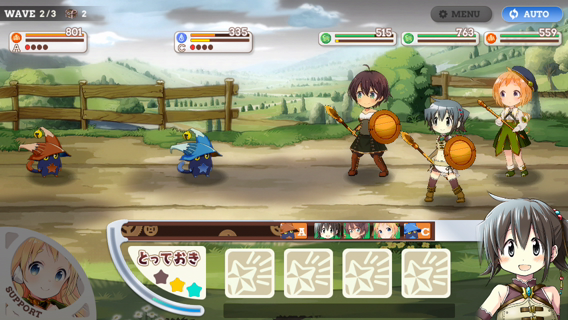 WAVE 2/3 2
MENU
AUTO
801
A
335
C
515
763
559
A
C
とっておき
SUPPORT